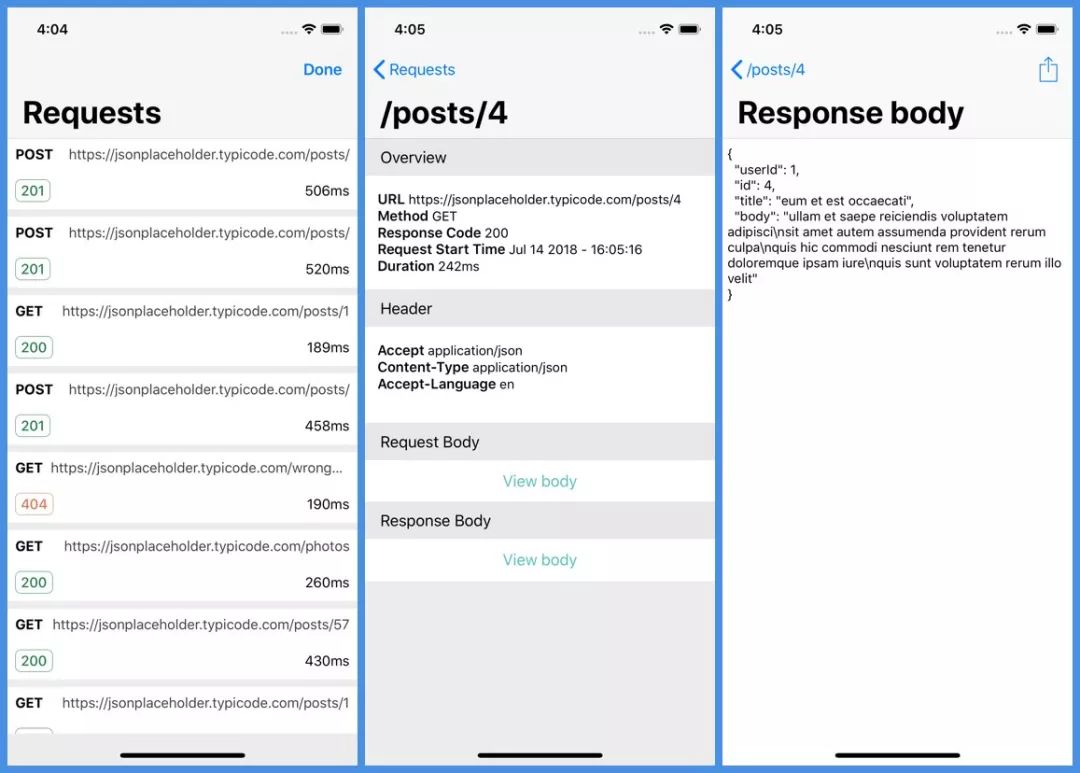 4:04
Done
Requests
POST https://jsonplaceholder.typicode.com/posts/
201 506ms
POST https://jsonplaceholder.typicode.com/posts/
201 520ms
GET https://jsonplaceholder.typicode.com/posts/1
200 189ms
POST https://jsonplaceholder.typicode.com/posts/
201 458ms
GET https://jsonplaceholder.typicode.com/wrong...
404 190ms
GET https://jsonplaceholder.typicode.com/photos
200 260ms
GET https://jsonplaceholder.typicode.com/posts/57
200 430ms
GET https://jsonplaceholder.typicode.com/posts/1
4:05
Requests
/posts/4
Overview
URL https://jsonplaceholder.typicode.com/posts/4
Method GET
Response Code 200
Request Start Time Jul 14 2018 - 16:05:16
Duration 242ms
Header
Accept application/json
Content-Type application/json
Accept-Language en
Request Body
View body
Response Body
View body
4:05
/posts/4
Response body
{
"userId": 1,
"id": 4,
"title": "eum et est occaecati",
"body": "ullam et saepe reiciendis voluptatem
adipisci\nsit amet autem assumenda provident rerum
culpa\nquis hic commodi nesciunt rem tenetur
doloremque ipsam iure\nquis sunt voluptatem rerum illo
velit"
}